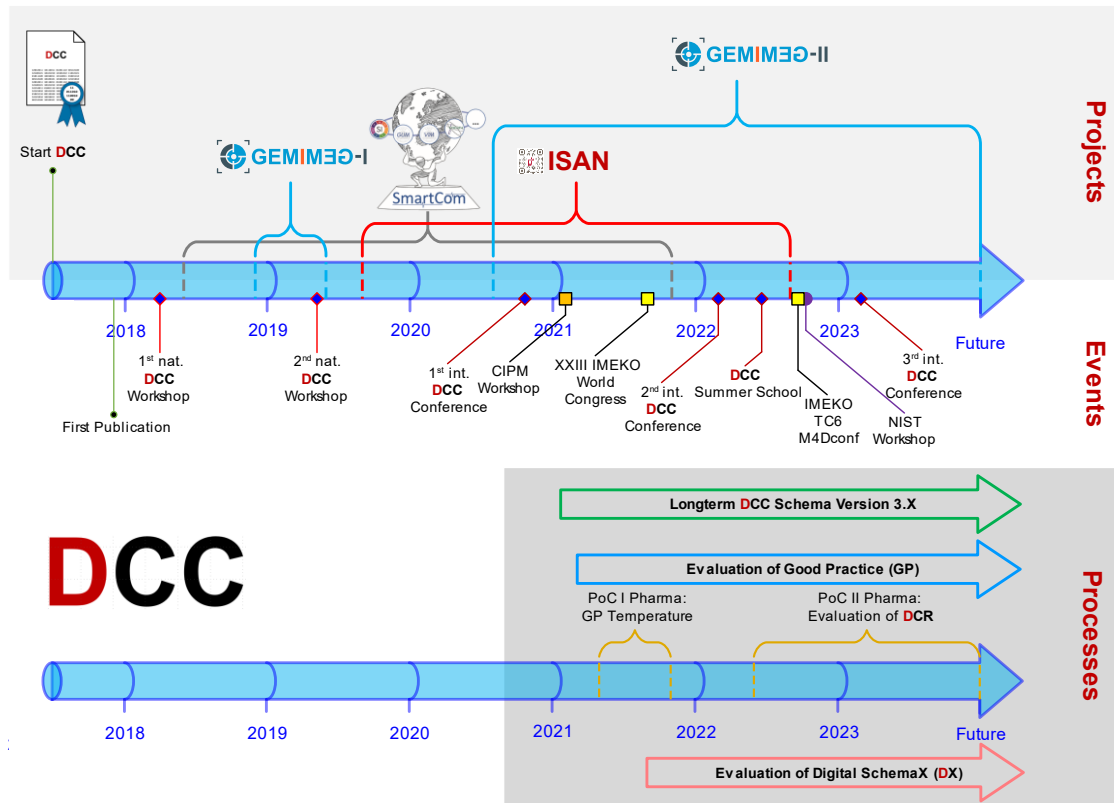 DCC
Start DCC
GEMIMEG-I
SI
GUM
VIM
...
SmartCom
ISAN
GEMIMEG-II
Projects
2018
2019
2020
2021
2022
2023
Future
1st nat.
DCC
Workshop
2nd nat.
DCC
Workshop
1st int.
DCC
Conference
CIPM
Workshop
XXIII IMEKO
World
Congress
2nd int.
DCC
Conference
DCC
Summer School
IMEKO
TC6
M4Dconf
NIST
Workshop
3rd int.
DCC
Conference
First Publication
Events
Longterm DCC Schema Version 3.X
Evaluation of Good Practice (GP)
DCC
PoC I Pharma:
GP Temperature
PoC II Pharma:
Evaluation of DCR
Processes
2018
2019
2020
2021
2022
2023
Future
Evaluation of Digital SchemaX (DX)